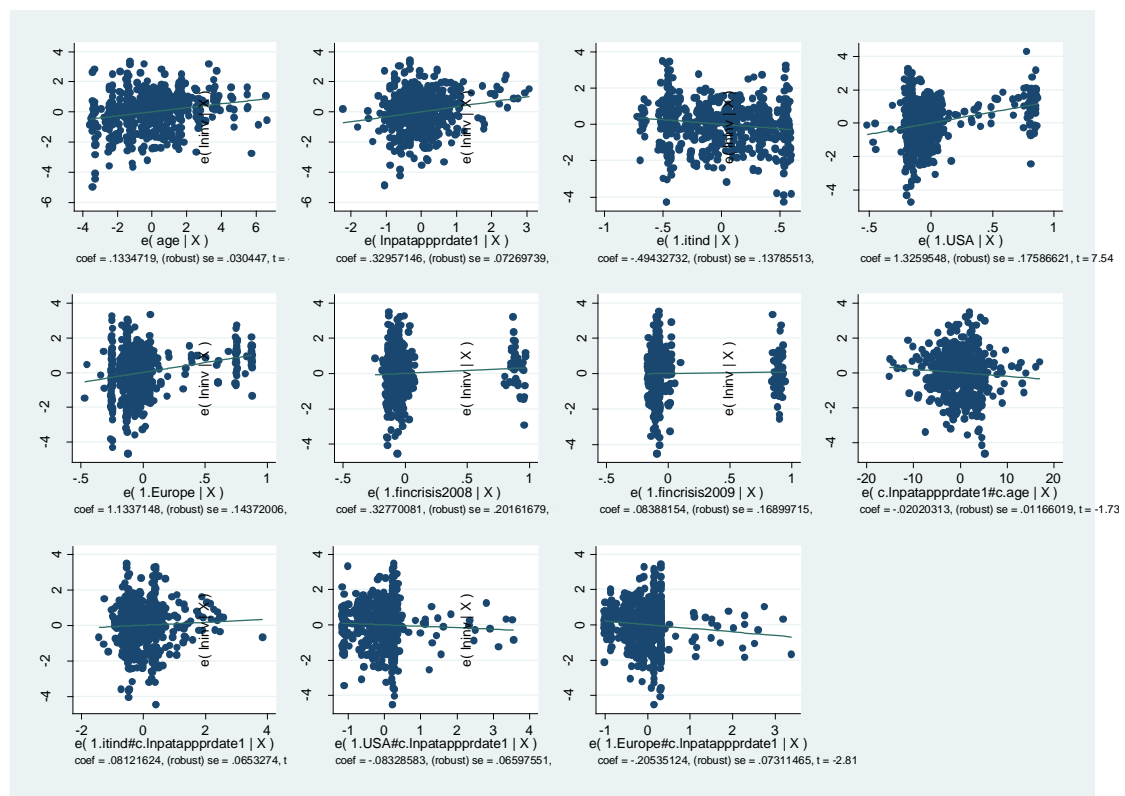 4
2
0
-2
-4
-6
e( lninv | X )
-4 -2 0 2 4 6
e( age | X )
coef = .1334719, (robust) se = .030447, t =
4
2
0
-2
-4
-6
e( lninv | X )
-2 -1 0 1 2 3
e( lnpatappprdate1 | X )
coef = .32957146, (robust) se = .07269739,
4
2
0
-2
-4
e( lninv | X )
-1 -.5 0 .5
e( 1.itind | X )
coef = -.49432732, (robust) se = .13785513,
4
2
0
-2
-4
-.5 0 .5 1
e( 1.USA | X )
coef = 1.3259548, (robust) se = .17586621, t = 7.54
4
2
0
-2
-4
e( lninv | X )
-.5 0 .5 1
e( 1.Europe | X )
coef = 1.1337148, (robust) se = .14372006,
4
2
0
-2
-4
e( lninv | X )
-.5 0 .5 1
e( 1.fincrisis2008 | X )
coef = .32770081, (robust) se = .20161679,
4
2
0
-2
-4
e( lninv | X )
-.5 0 .5 1
e( 1.fincrisis2009 | X )
coef = .08388154, (robust) se = .16899715,
4
2
0
-2
-4
-20 -10 0 10 20
e( c.lnpatappprdate1#c.age | X )
coef = -.02020313, (robust) se = .01166019, t = -1.73
4
2
0
-2
-4
e( lninv | X )
-2 0 2 4
e( 1.itind#c.lnpatappprdate1 | X )
coef = .08121624, (robust) se = .0653274, t
4
2
0
-2
-4
e( lninv | X )
-1 0 1 2 3 4
e( 1.USA#c.lnpatappprdate1 | X )
coef = -.08328583, (robust) se = .06597551,
4
2
0
-2
-4
-1 0 1 2 3
e( 1.Europe#c.lnpatappprdate1 | X )
coef = -.20535124, (robust) se = .07311465, t = -2.81